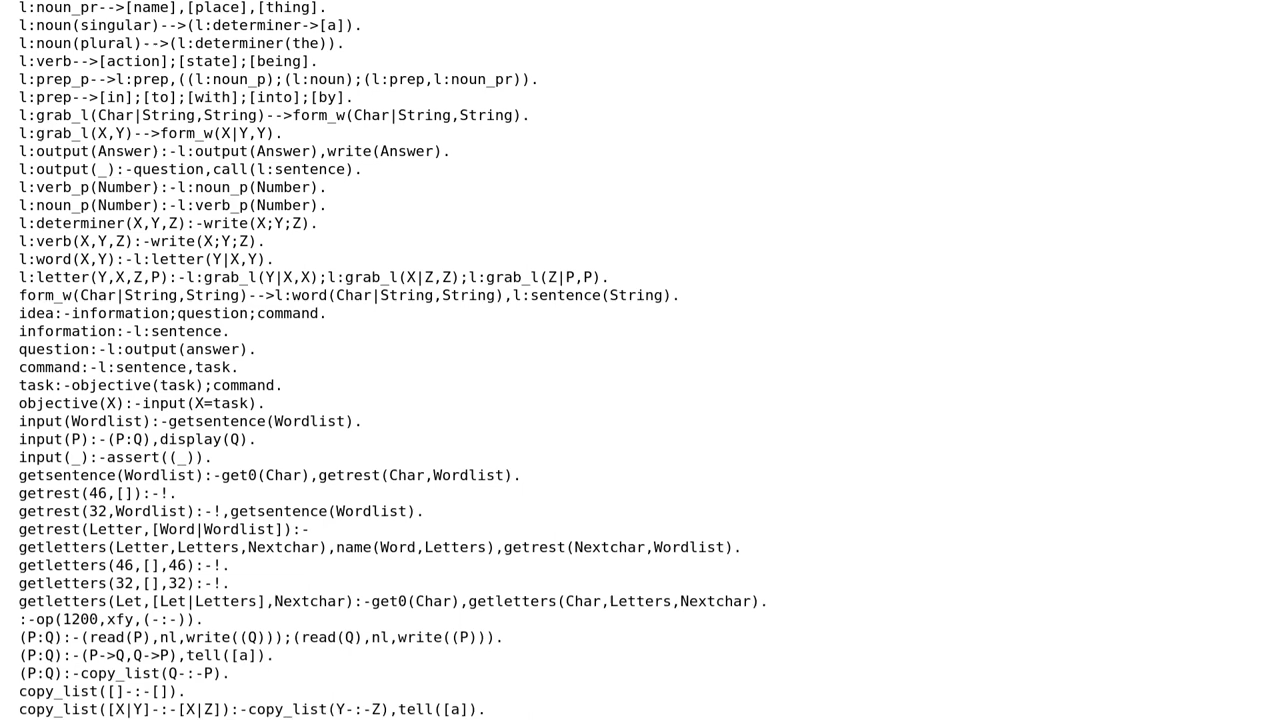 l:noun_pr-->[name],[place],[thing].
l:noun(singular)-->(l:determiner->[a]).
l:noun(plural)-->(l:determiner(the)).
l:verb-->[action];[state];[being].
l:prep_p-->l:prep,((l:noun_p);(l:noun);(l:prep,l:noun_pr)).
l:prep-->[in];[to];[with];[into];[by].
l:grab_l(Char|String,String)-->form_w(Char|String,String).
l:grab_l(X,Y)-->form_w(X|Y,Y).
l:output(Answer):-l:output(Answer),write(Answer).
l:output(_):-question,call(l:sentence).
l:verb_p(Number):-l:noun_p(Number).
l:noun_p(Number):-l:verb_p(Number).
l:determiner(X,Y,Z):-write(X;Y;Z).
l:verb(X,Y,Z):-write(X;Y;Z).
l:word(X,Y):-l:letter(Y|X,Y).
l:letter(Y,X,Z,P):-l:grab_l(Y|X,X);l:grab_l(X|Z,Z);l:grab_l(Z|P,P).
form_w(Char|String,String)-->l:word(Char|String,String),l:sentence(String).
idea:-information;question;command.
information:-l:sentence.
question:-l:output(answer).
command:-l:sentence,task.
task:-objective(task);command.
objective(X):-input(X=task).
input(Wordlist):-getsentence(Wordlist).
input(P):-(P:Q),display(Q).
input(_):-assert((_)).
getsentence(Wordlist):-get0(Char),getrest(Char,Wordlist).
getrest(46,[]):-!.
getrest(32,Wordlist):-!,getsentence(Wordlist).
getrest(Letter,[Word|Wordlist]):-
getletters(Letter,Letters,Nextchar),name(Word,Letters),getrest(Nextchar,Wordlist).
getletters(46,[],46):-!.
getletters(32,[],32):-!.
getletters(Let,[Let|Letters],Nextchar):-get0(Char),getletters(Char,Letters,Nextchar).
:-op(1200,xfy,(-:-)).
(P:Q):-(read(P),nl,write((Q)));(read(Q),nl,write((P))).
(P:Q):-(P->Q,Q->P),tell([a]).
(P:Q):-copy_list(Q-:-P).
copy_list([]-:-[]).
copy_list([X|Y]-:-[X|Z]):-copy_list(Y-:-Z),tell([a]).